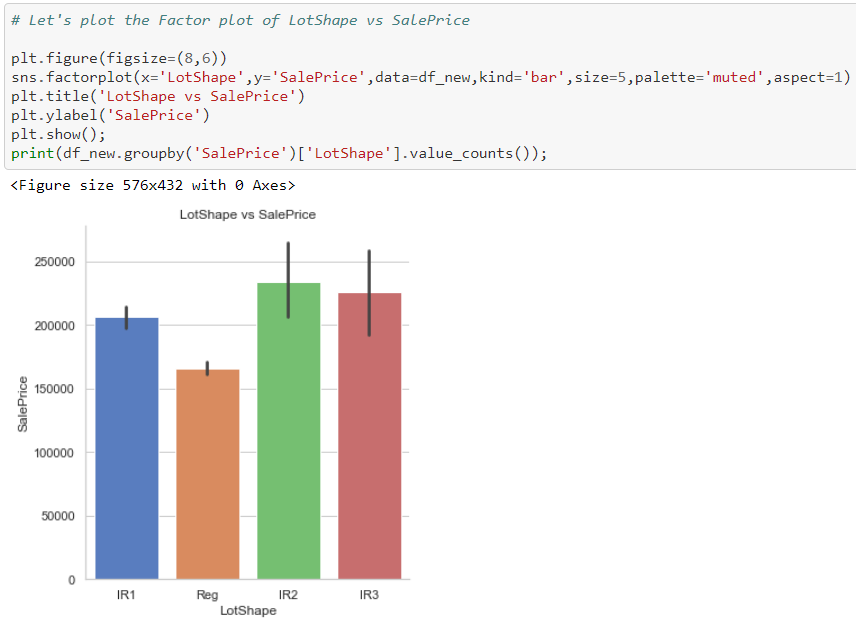 # Let's plot the Factor plot of LotShape vs SalePrice
plt.figure(figsize=(8,6))
sns.factorplot(x='LotShape',y='SalePrice',data=df_new,kind='bar',size=5,palette='muted',aspect=1)
plt.title('LotShape vs SalePrice')
plt.ylabel('SalePrice')
plt.show();
print(df_new.groupby('SalePrice')['LotShape'].value_counts());
<Figure size 576x432 with 0 Axes>
LotShape vs SalePrice
250000
200000
150000
100000
50000
0
SalePrice
IR1 Reg IR2 IR3
LotShape